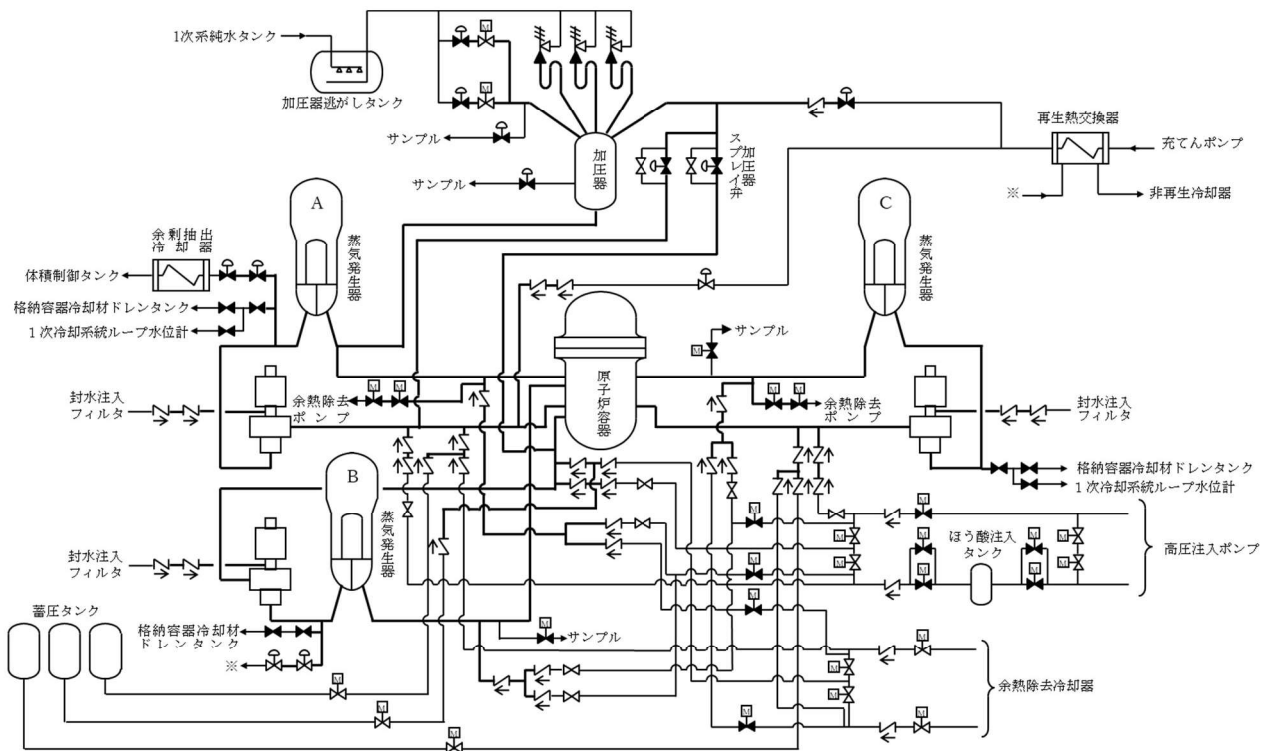 1次系純水タンク
加圧器逃がしタンク
M
M
サンプル
サンプル
加圧器
加圧器
スプレイ弁
再生熱交換器
充てんポンプ
※
非再生冷却器
A
蒸気発生器
C
蒸気発生器
余剰抽出
冷却器
体積制御タンク
格納容器冷却材ドレンタンク
1次冷却系統ループ水位計
サンプル
M
原子炉容器
封水注入
フィルタ
余熱除去
ポンプ
M
M
M
M
余熱除去
ポンプ
封水注入
フィルタ
B
蒸気発生器
格納容器冷却材ドレンタンク
1次冷却系統ループ水位計
封水注入
フィルタ
M
M
M
M
M
ほう酸注入
タンク
M
M
M
M
M
M
M
M
高圧注入ポンプ
蓄圧タンク
格納容器冷却材
ドレンタンク
※
M
サンプル
M
M
M
M
M
M
M
M
余熱除去冷却器